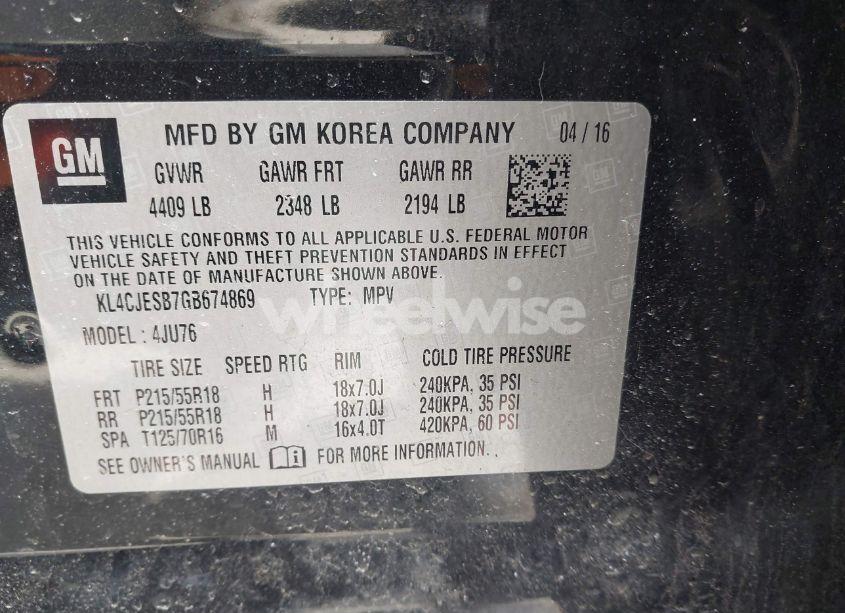 GM
MFD BY GM KOREA COMPANY 04 / 16
GVWR GAWR FRT GAWR RR
4409 LB 2348 LB 2194 LB
THIS VEHICLE CONFORMS TO ALL APPLICABLE U.S. FEDERAL MOTOR
VEHICLE SAFETY AND THEFT PREVENTION STANDARDS IN EFFECT
ON THE DATE OF MANUFACTURE SHOWN ABOVE.
KL4CJESB7GB674869 TYPE: MPV
wheelwise
MODEL: 4JU76
TIRE SIZE SPEED RTG RIM COLD TIRE PRESSURE
FRT P215/55R18 H 18x7.0J 240KPA, 35 PSI
RR P215/55R18 H 18x7.0J 240KPA, 35 PSI
SPA T125/70R16 M 16x4.0T 420KPA, 60 PSI
SEE OWNER'S MANUAL FOR MORE INFORMATION.